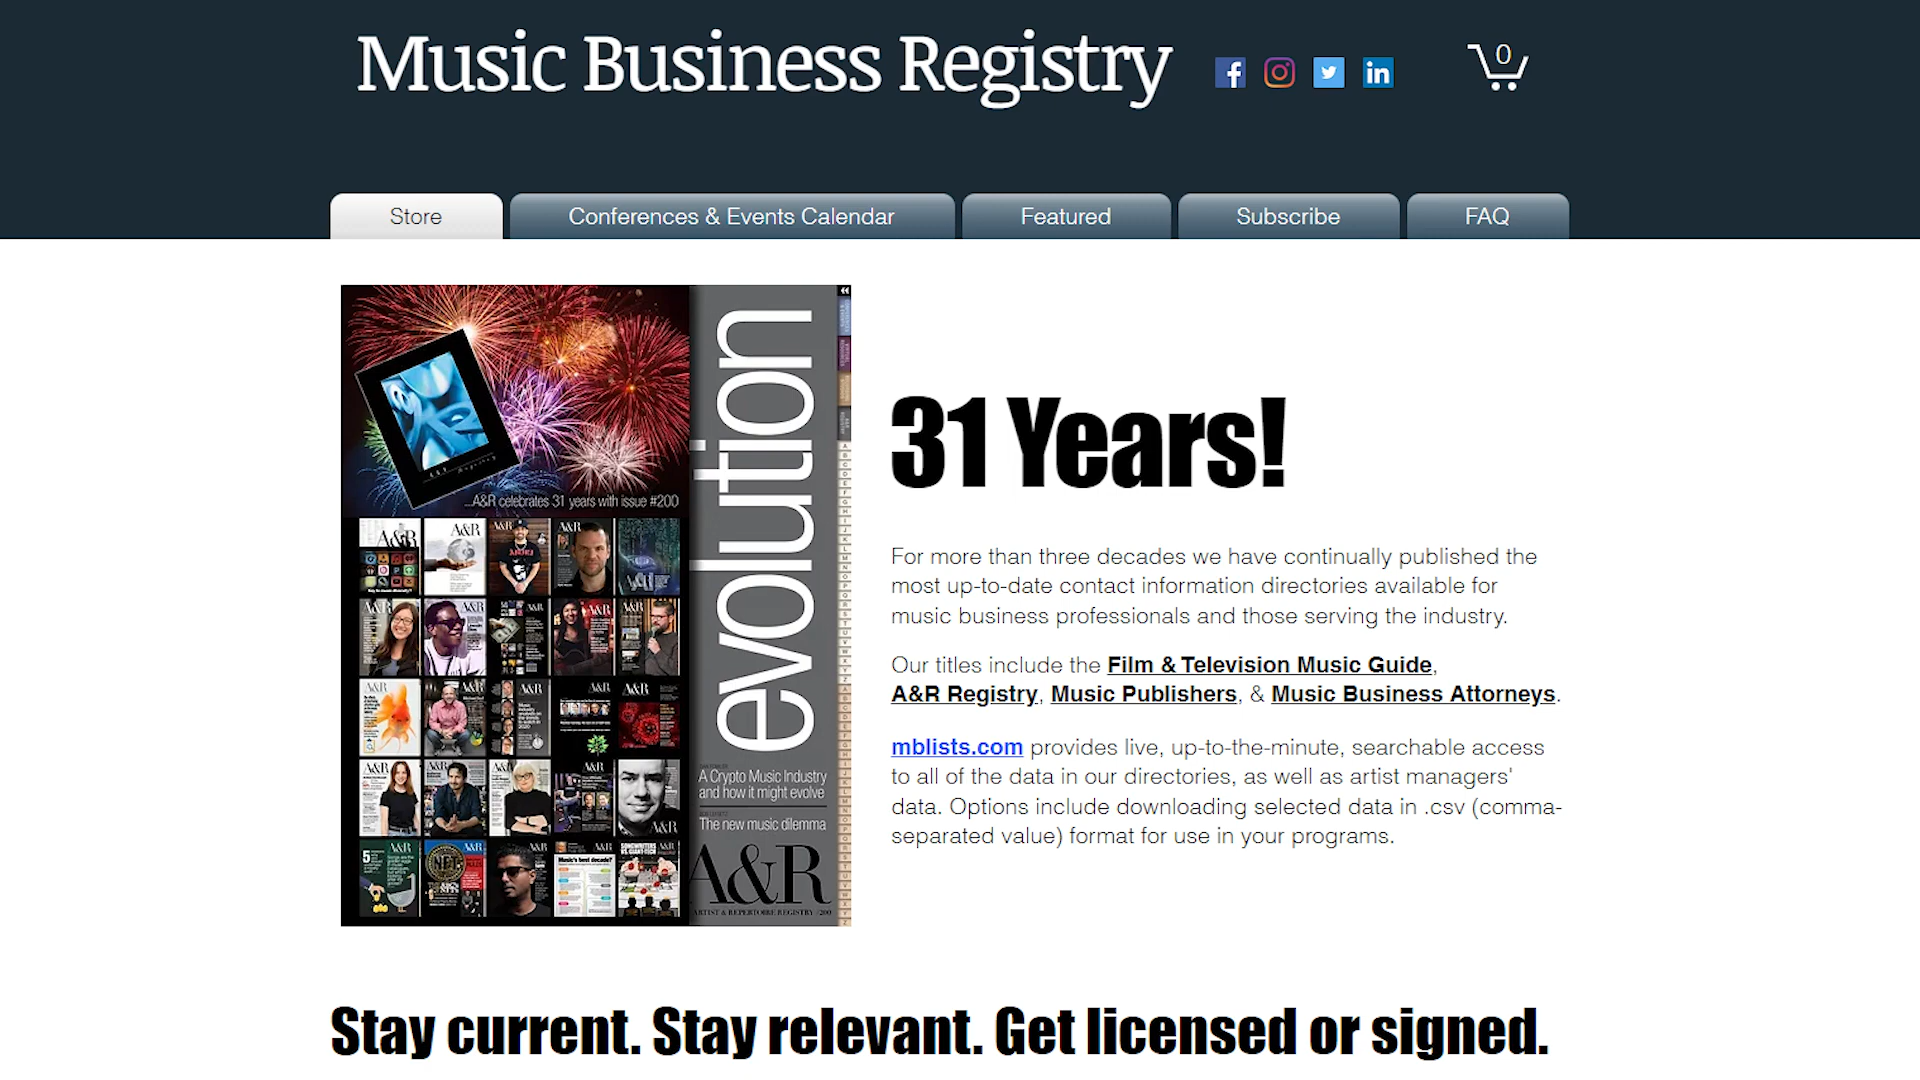 Music Business Registry
0
Store
Conferences & Events Calendar
Featured
Subscribe
FAQ
evolution
...A&R celebrates 31 years with issue #200
A Crypto Music Industry
and how it might evolve
The new music dilemma
A&R
ARTIST & REPERTOIRE REGISTRY #200
31 Years!
For more than three decades we have continually published the
most up-to-date contact information directories available for
music business professionals and those serving the industry.
Our titles include the Film & Television Music Guide,
A&R Registry, Music Publishers, & Music Business Attorneys.
mblists.com provides live, up-to-the-minute, searchable access
to all of the data in our directories, as well as artist managers'
data. Options include downloading selected data in .csv (comma-
separated value) format for use in your programs.
Stay current. Stay relevant. Get licensed or signed.